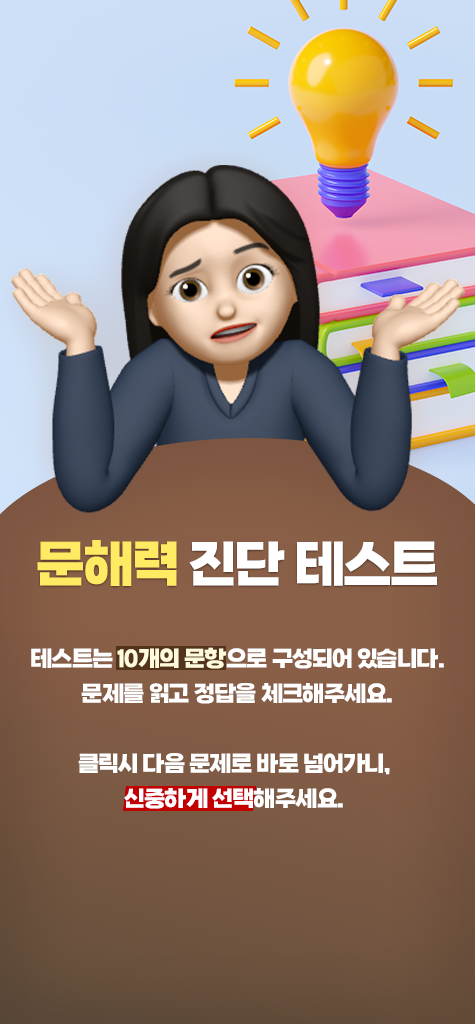 문해력 진단 테스트
테스트는 10개의 문항으로 구성되어 있습니다.
문제를 읽고 정답을 체크해주세요.
클릭시 다음 문제로 바로 넘어가니,
신중하게 선택해주세요.